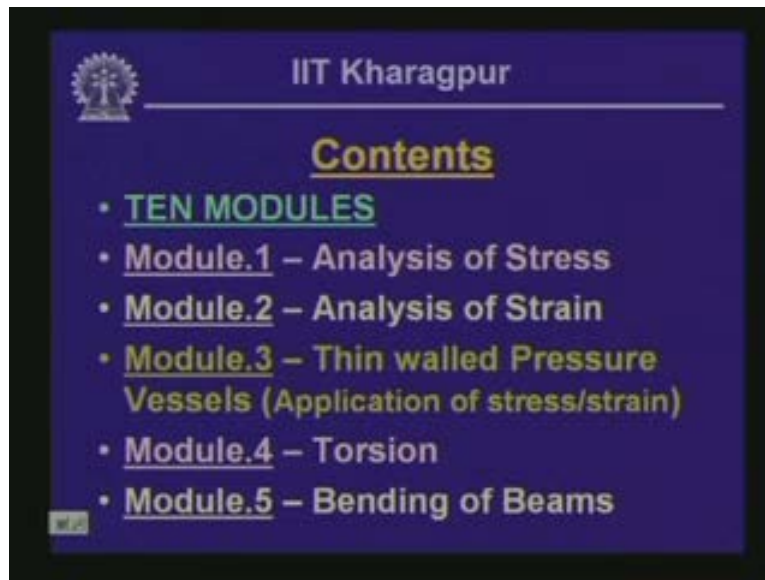 IIT Kharagpur
Contents
• TEN MODULES
• Module.1 – Analysis of Stress
• Module.2 – Analysis of Strain
• Module.3 – Thin walled Pressure
Vessels (Application of stress/strain)
• Module.4 – Torsion
• Module.5 – Bending of Beams